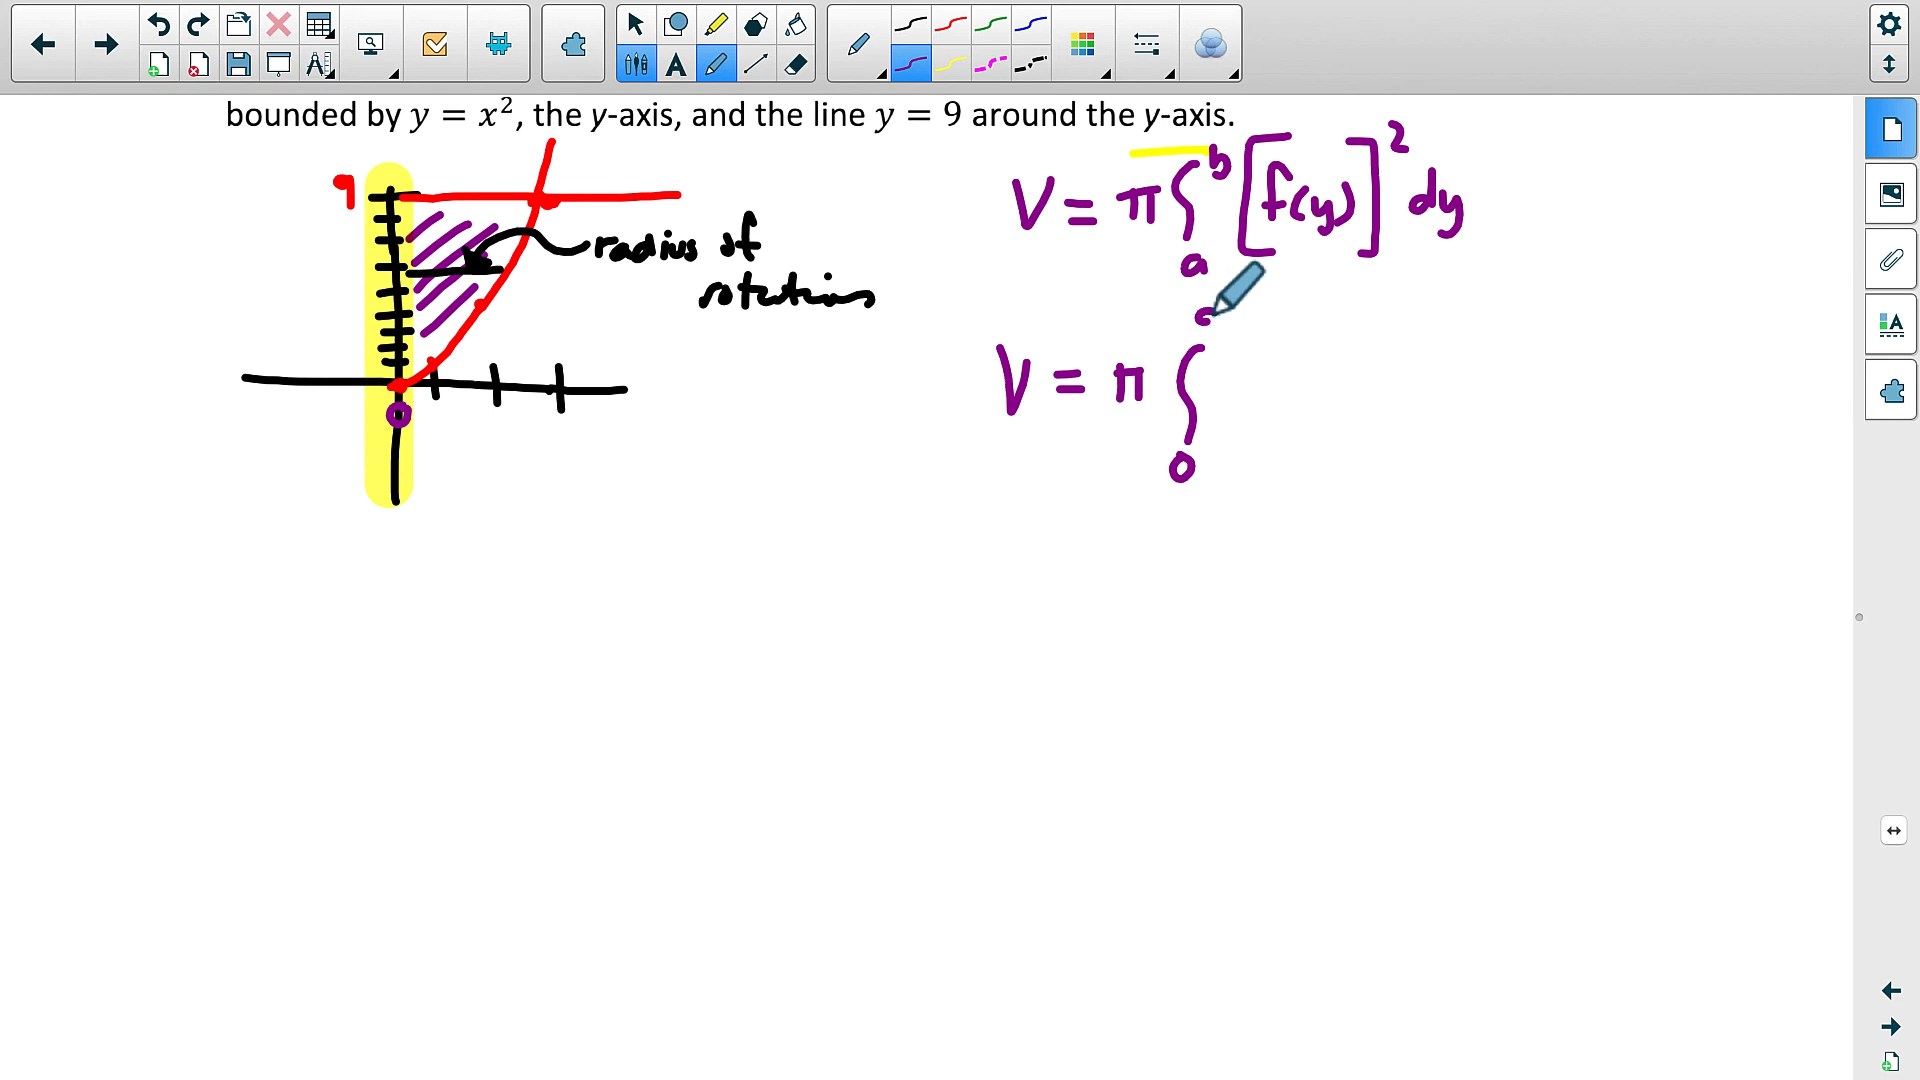 bounded by y = x², the y-axis, and the line y = 9 around the y-axis.
9
radius of
rotation
0
V = π∫ₐᵇ [f(y)]² dy
V = π∫₀